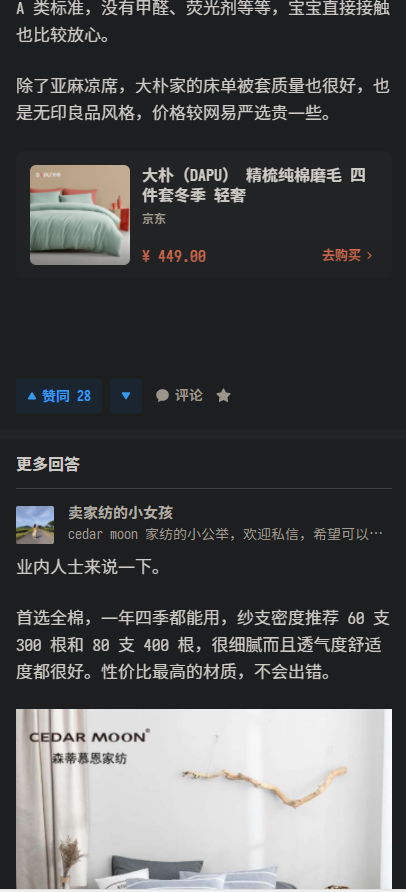 A 类标准，没有甲醛、荧光剂等等，宝宝直接接触
也比较放心。
除了亚麻凉席，大朴家的床单被套质量也很好，也
是无印良品风格，价格较网易严选贵一些。
大朴（DAPU） 精梳纯棉磨毛 四
件套冬季 轻奢
京东
¥ 449.00
去购买 >
赞同 28
评论
更多回答
卖家纺的小女孩
cedar moon 家纺的小公举，欢迎私信，希望可以…
业内人士来说一下。
首选全棉，一年四季都能用，纱支密度推荐 60 支
300 根和 80 支 400 根，很细腻而且透气度舒适
度都很好。性价比最高的材质，不会出错。
CEDAR MOON®
森蒂慕恩家纺